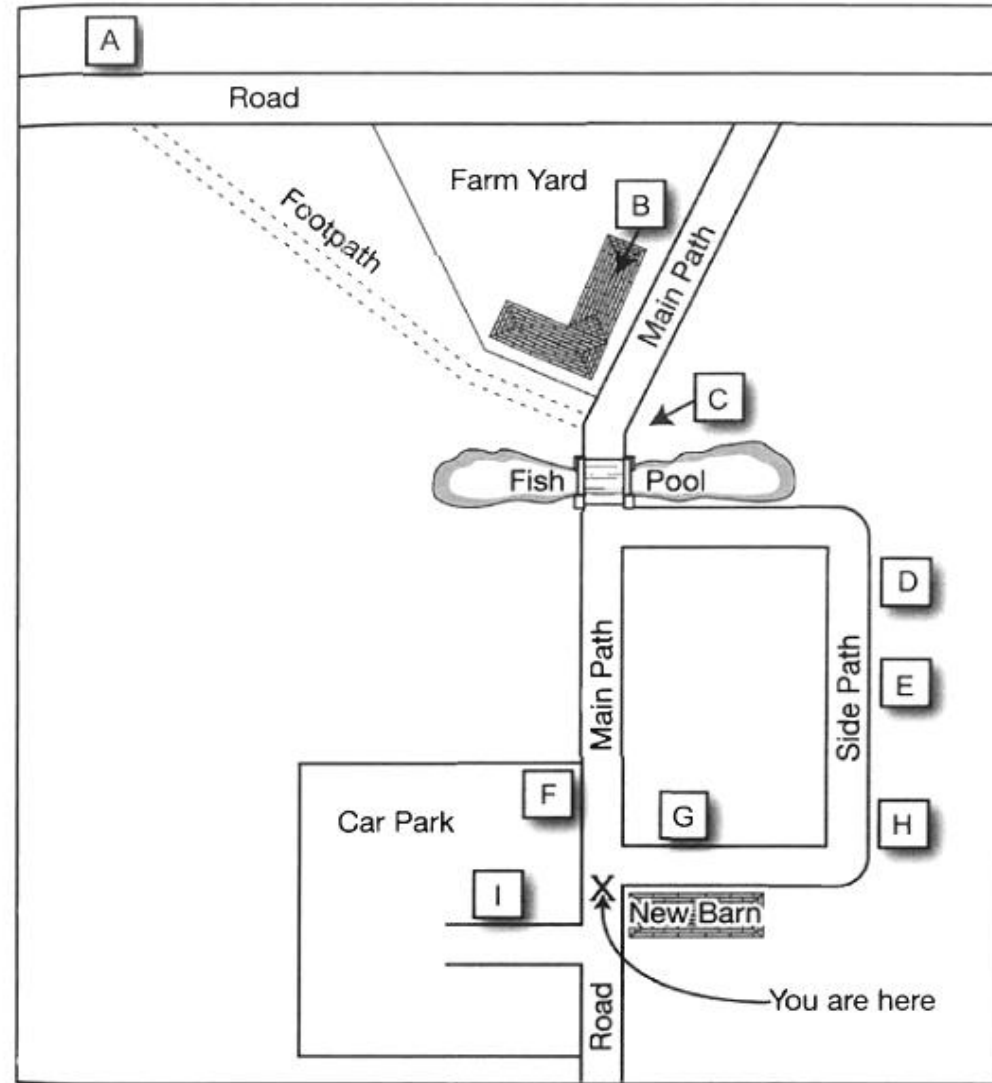 A
Road
Farm Yard
B
Footpath
Main Path
C
Fish Pool
D
Main Path
Side Path
E
F
Car Park
G
H
I
New Barn
You are here
Road